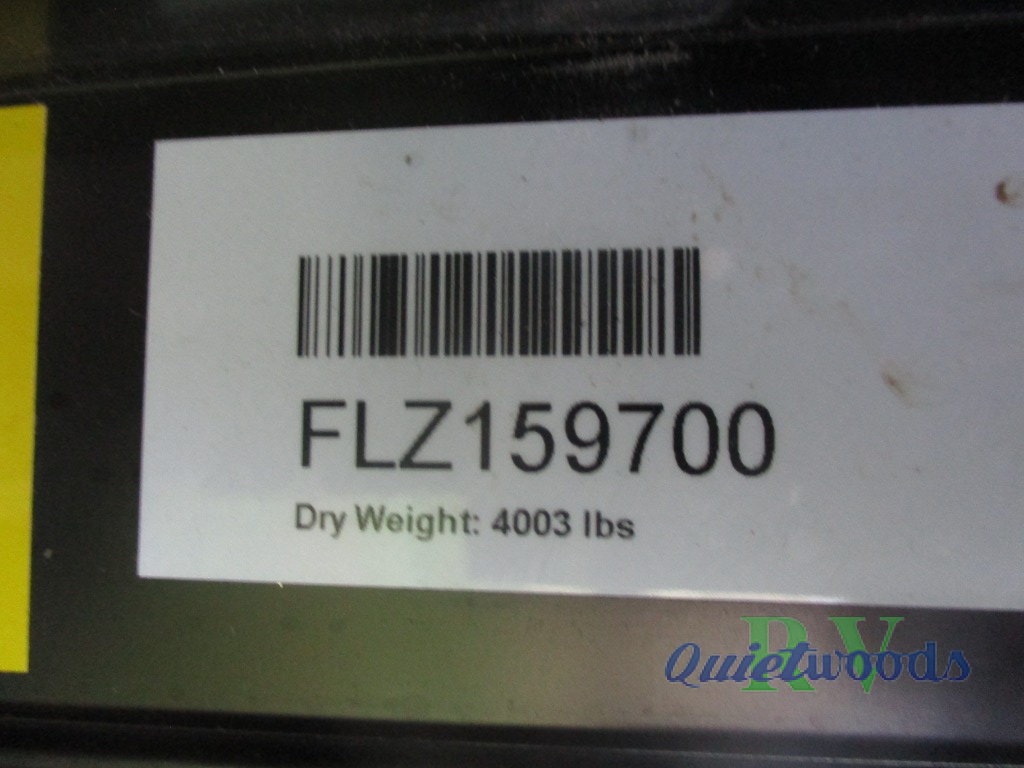 FLZ159700
Dry Weight: 4003 lbs
RV
Quietwoods